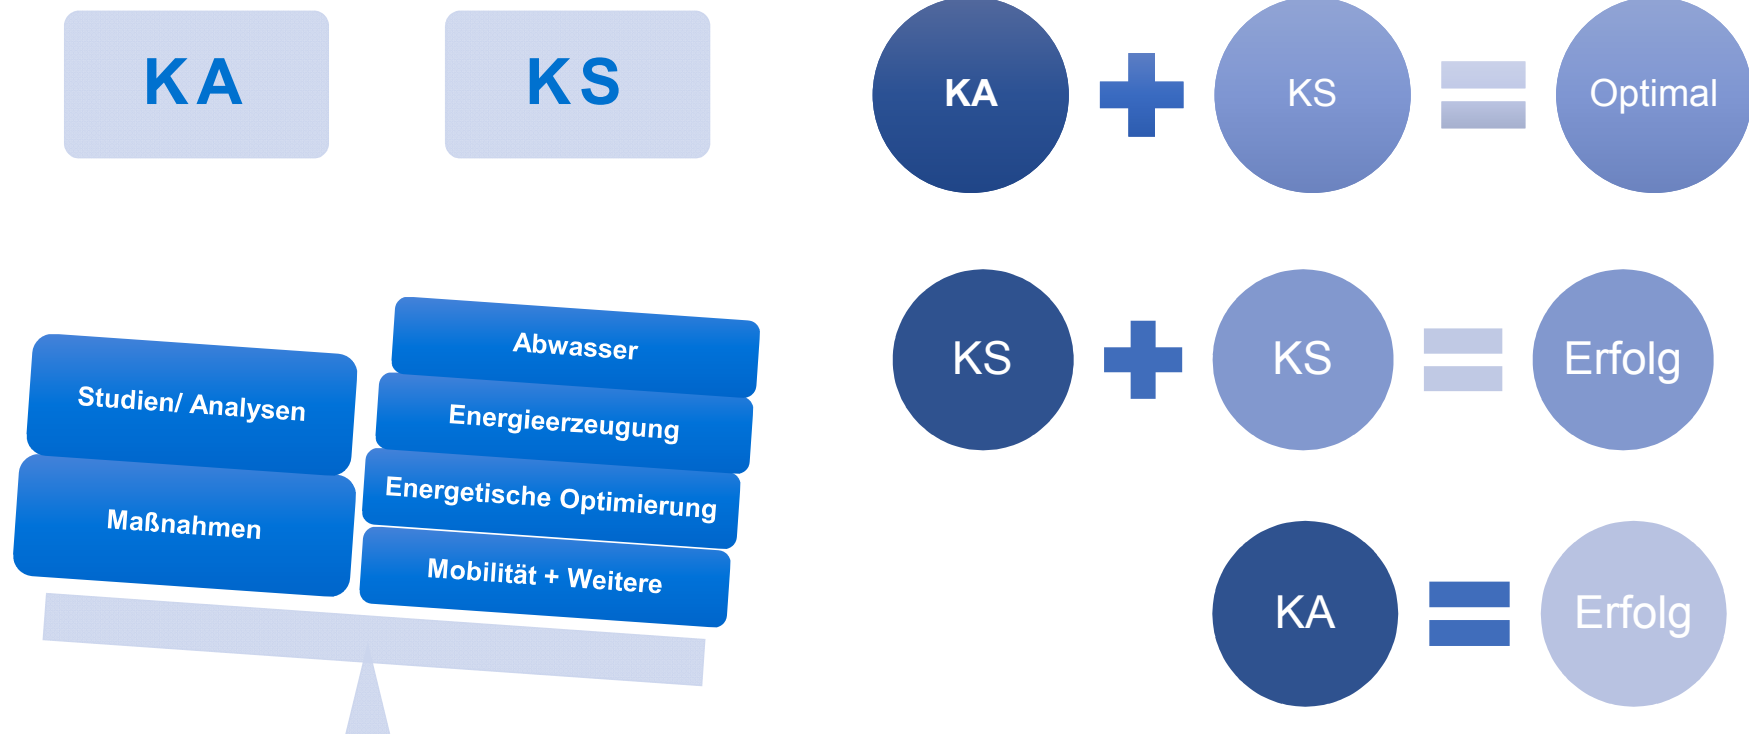 KA
KS
Studien/ Analysen
Maßnahmen
Abwasser
Energieerzeugung
Energetische Optimierung
Mobilität + Weitere
KA
KS
Optimal
KS
KS
Erfolg
KA
Erfolg